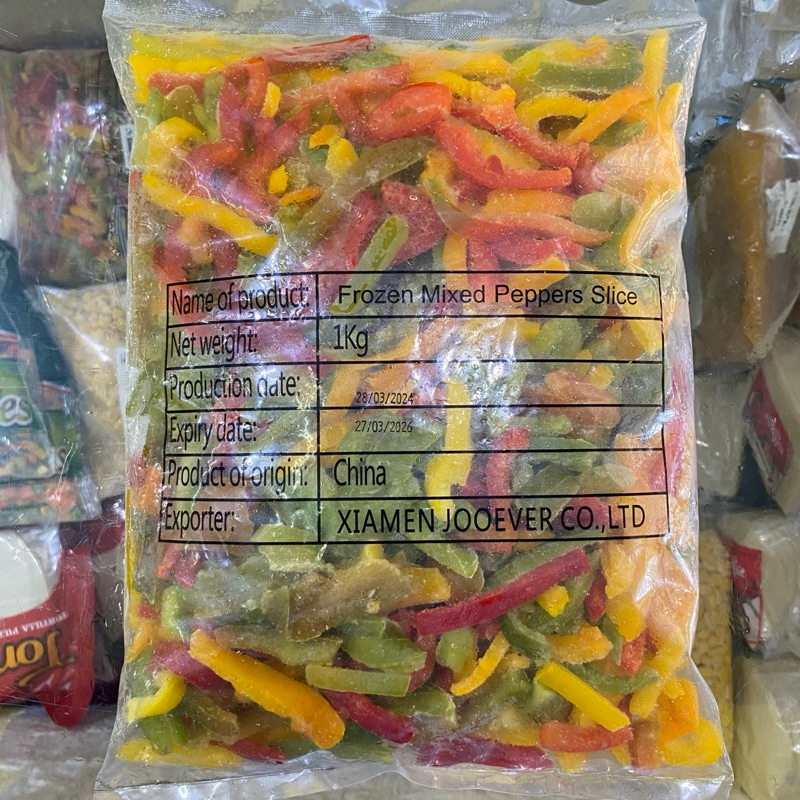 Name of product: Frozen Mixed Peppers Slice
Net weight: 1Kg
Production date: 28/03/2024
Expiry date: 27/03/2026
Product of origin: China
Exporter: XIAMEN JOOEVER CO.,LTD